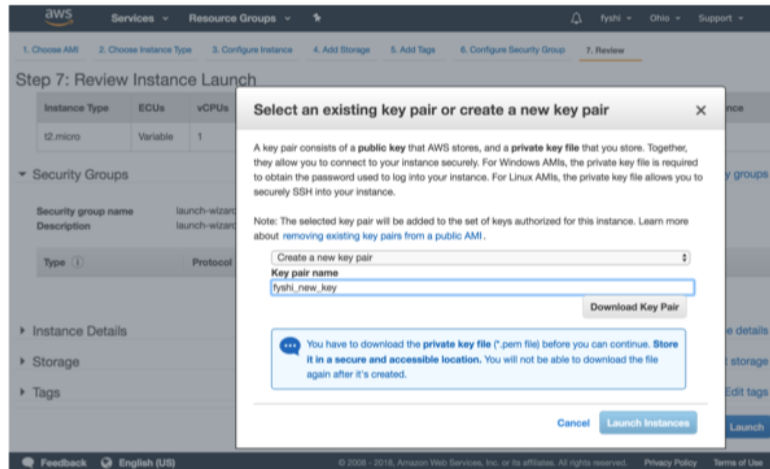 aws
Services
Resource Groups
fyshi
Ohio
Support
1. Choose AMI
2. Choose Instance Type
3. Configure Instance
4. Add Storage
5. Add Tags
6. Configure Security Group
7. Review
Step 7: Review Instance Launch
Instance Type
ECUs
vCPUs
nce
t2.micro
Variable
1
Security Groups
y groups
Security group name
launch-wizard
Description
launch-wizard
Type
Protocol
Instance Details
e details
Storage
storage
Tags
Edit tags
Launch
Select an existing key pair or create a new key pair
A key pair consists of a public key that AWS stores, and a private key file that you store. Together,
they allow you to connect to your instance securely. For Windows AMIs, the private key file is required
to obtain the password used to log into your instance. For Linux AMIs, the private key file allows you to
securely SSH into your instance.
Note: The selected key pair will be added to the set of keys authorized for this instance. Learn more
about removing existing key pairs from a public AMI.
Create a new key pair
Key pair name
fyshi_new_key
Download Key Pair
You have to download the private key file (*.pem file) before you can continue. Store
it in a secure and accessible location. You will not be able to download the file
again after it's created.
Cancel
Launch Instances
Feedback
English (US)
© 2008 - 2018, Amazon Web Services, Inc. or its affiliates. All rights reserved.
Privacy Policy
Terms of Use